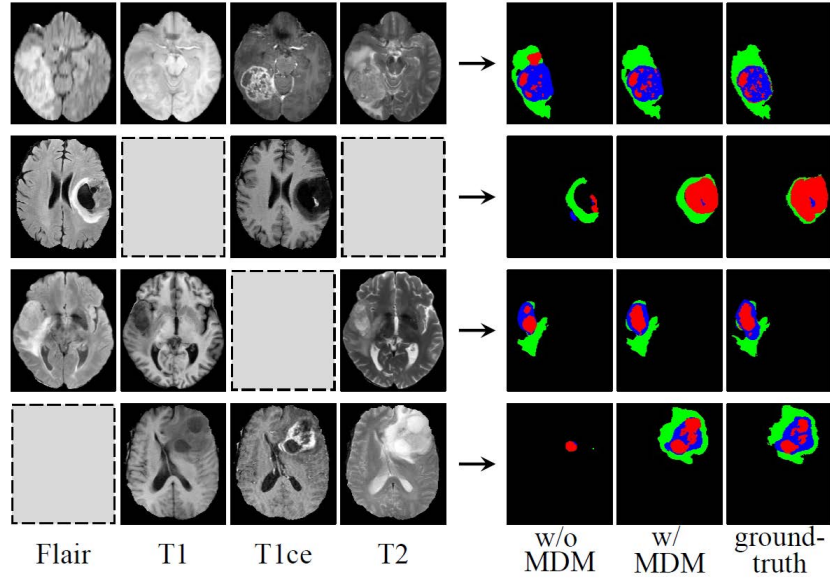 Flair
T1
T1ce
T2
w/o
MDM
w/
MDM
ground-
truth